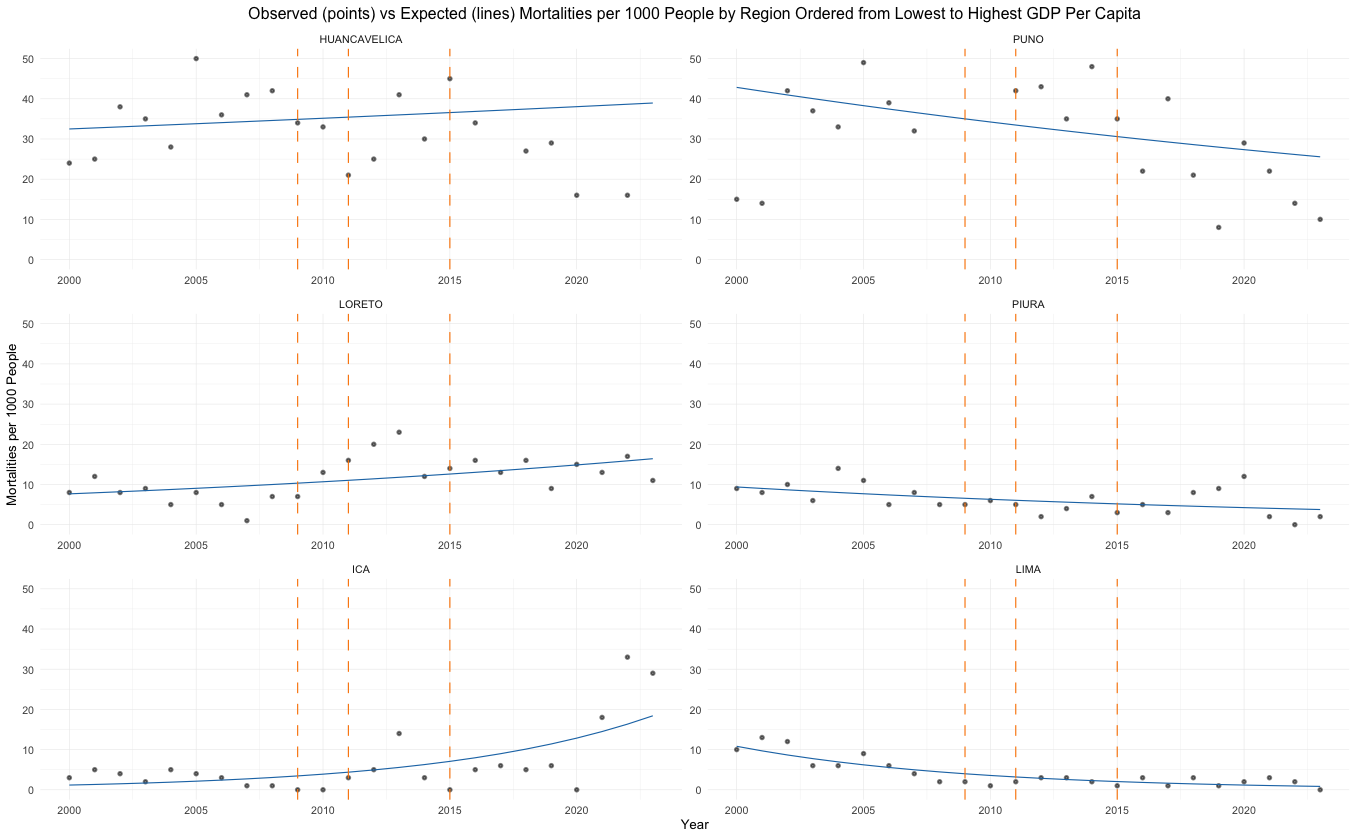 Observed (points) vs Expected (lines) Mortalities per 1000 People by Region Ordered from Lowest to Highest GDP Per Capita
HUANCAVELICA
50
40
30
20
10
0
2000 2005 2010 2015 2020
PUNO
50
40
30
20
10
0
2000 2005 2010 2015 2020
Mortalities per 1000 People
LORETO
50
40
30
20
10
0
2000 2005 2010 2015 2020
PIURA
50
40
30
20
10
0
2000 2005 2010 2015 2020
ICA
50
40
30
20
10
0
2000 2005 2010 2015 2020
LIMA
50
40
30
20
10
0
2000 2005 2010 2015 2020
Year